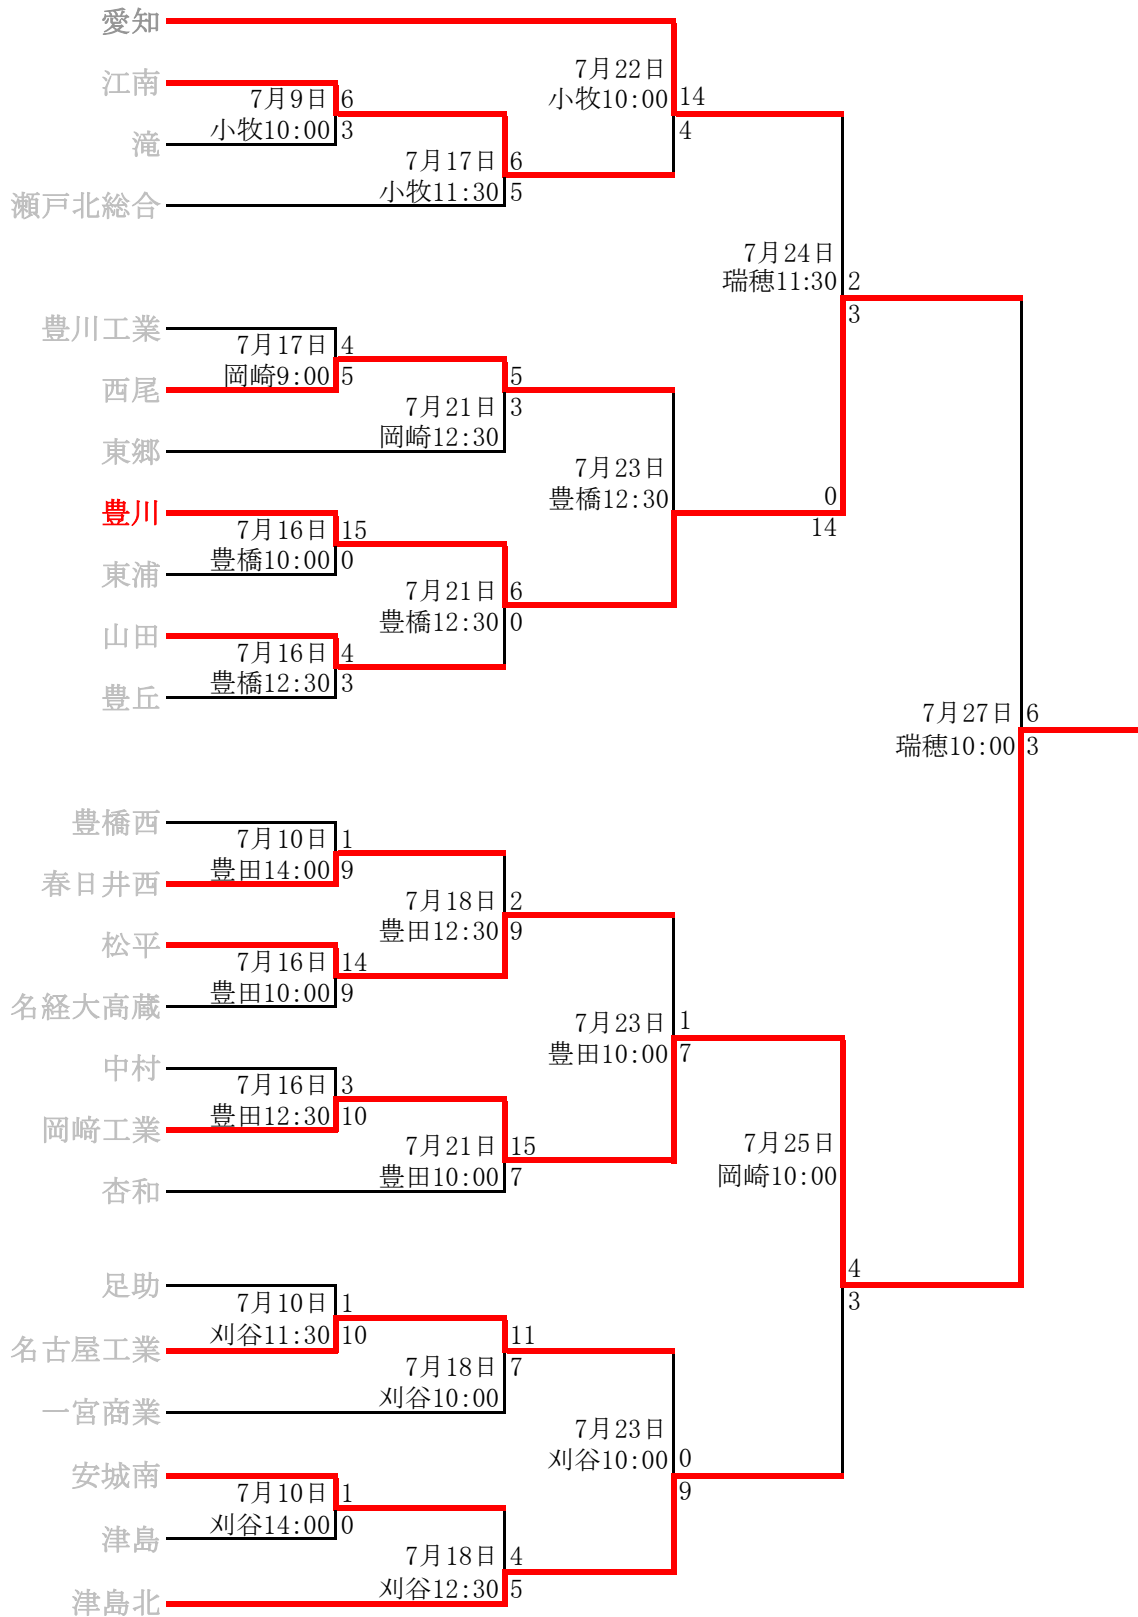 愛知
江南
滝
瀬戸北総合
豊川工業
西尾
東郷
豊川
東浦
山田
豊丘
豊橋西
春日井西
松平
名経大高蔵
中村
岡崎工業
杏和
足助
名古屋工業
一宮商業
安城南
津島
津島北
7月9日 6
小牧10:00 3
7月17日 4
岡崎9:00 5
7月16日 15
豊橋10:00 0
7月16日 4
豊橋12:30 3
7月10日 1
豊田14:00 9
7月16日 14
豊田10:00 9
7月16日 3
豊田12:30 10
7月10日 1
刈谷11:30 10
7月10日 1
刈谷14:00 0
7月17日 6
小牧11:30 5
5
7月21日 3
岡崎12:30
7月21日 6
豊橋12:30 0
7月18日 2
豊田12:30 9
7月21日 15
豊田10:00 7
11
7月18日 7
刈谷10:00
7月18日 4
刈谷12:30 5
7月22日
小牧10:00 14
4
7月23日
豊橋12:30
0
14
7月23日 1
豊田10:00 7
7月23日
刈谷10:00 0
9
7月24日
瑞穂11:30 2
3
7月25日
岡崎10:00
4
3
7月27日 6
瑞穂10:00 3